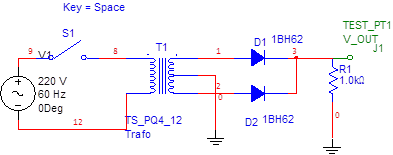 Key = Space
S1
TEST_PT1
V_OUT
J1
9
V1
8
T1
1
D1
1BH62
3
220 V
60 Hz
0Deg
R1
1.0kΩ
2
0
12
TS_PQ4_12
Trafo
D2
1BH62
0